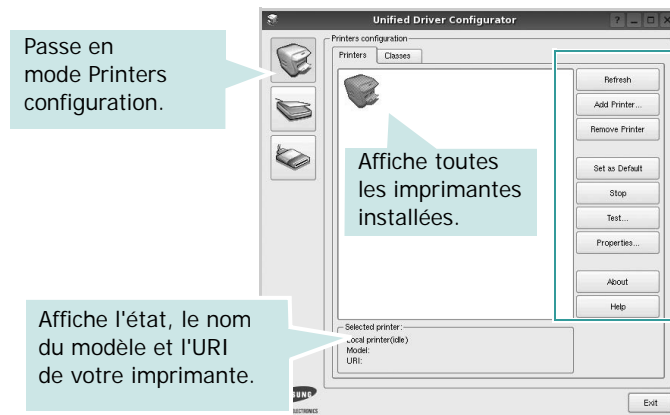 Unified Driver Configurator
Passe en
mode Printers
configuration.
Printers configuration
Printers
Classes
Refresh
Add Printer...
Remove Printer
Set as Default
Stop
Test...
Properties...
About
Help
Affiche toutes
les imprimantes
installées.
Affiche l'état, le nom
du modèle et l'URI
de votre imprimante.
Selected printer:
Local printer(idle)
Model:
URI:
ELECTRONICS
Exit